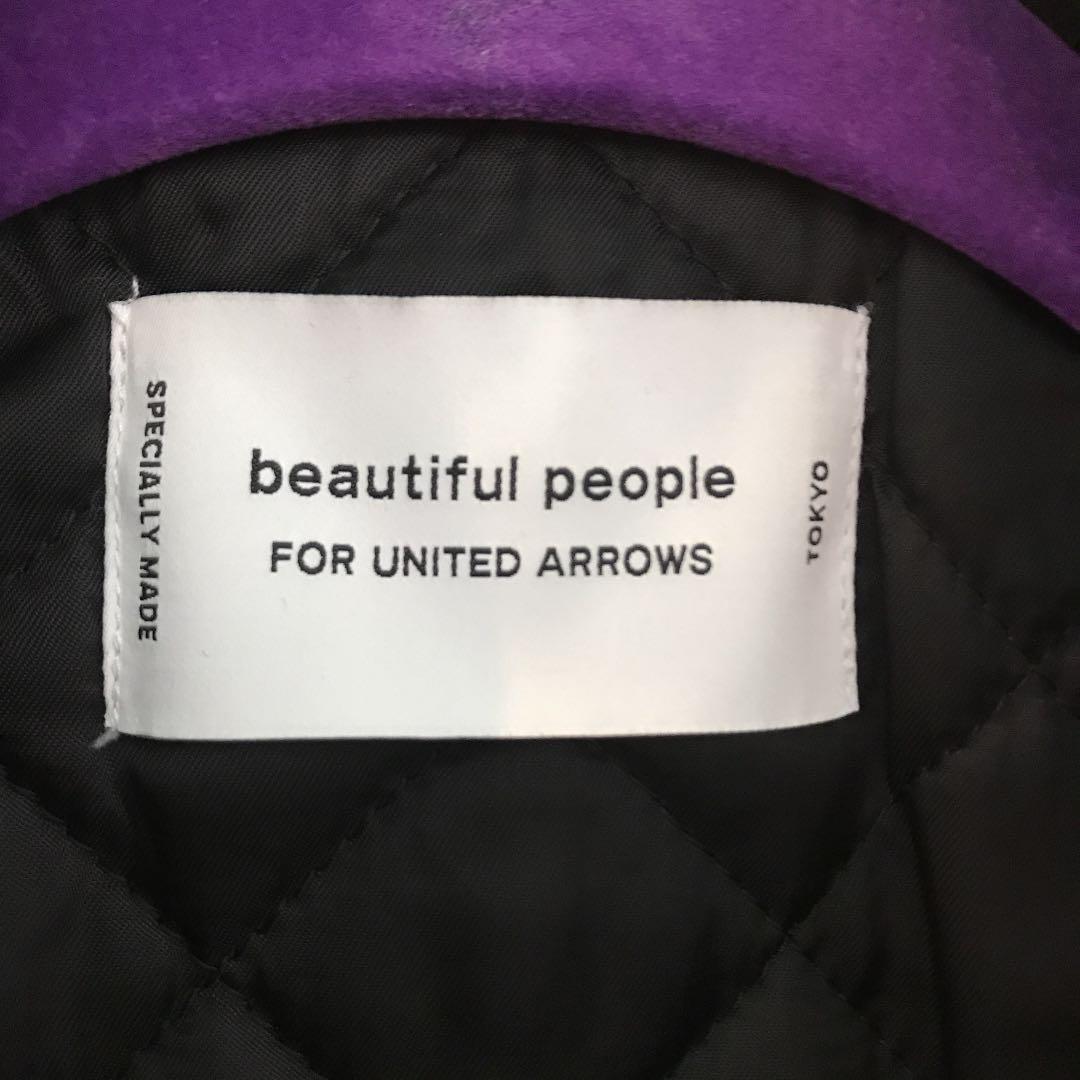 SPECIALLY MADE
beautiful people
FOR UNITED ARROWS
TOKYO